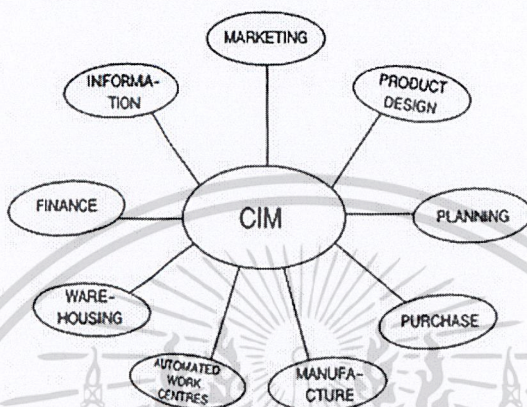 MARKETING
INFORMA-
TION
PRODUCT
DESIGN
FINANCE
CIM
PLANNING
WARE-
HOUSING
PURCHASE
AUTOMATED
WORK
CENTRES
MANUFA-
CTURE